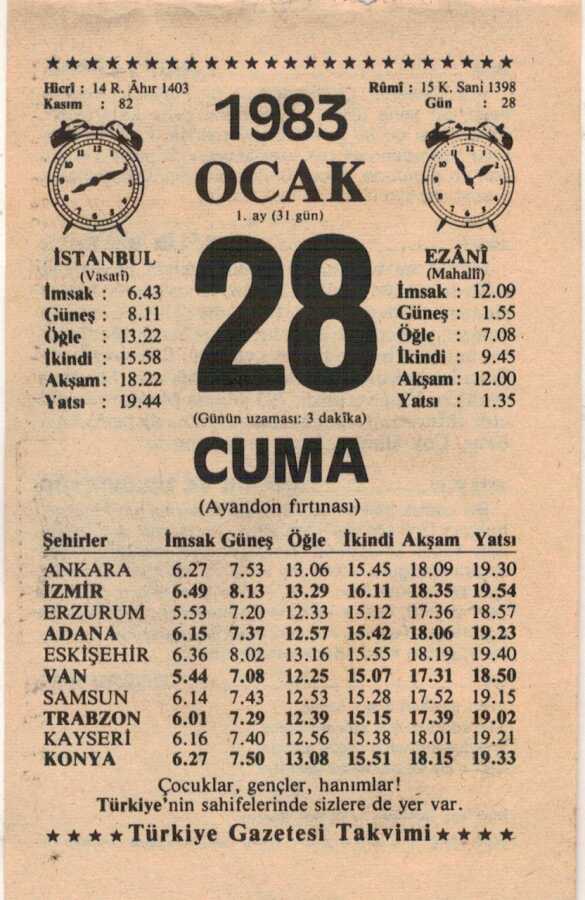 ★★★★★★★★★★★★★★★★★★★★★★★★
Hicrî : 14 R. Âhır 1403
Kasım : 82
1983
Rûmî : 15 K. Sani 1398
Gün : 28
OCAK
1. ay (31 gün)
28
İSTANBUL
(Vasatî)
İmsak : 6.43
Güneş : 8.11
Öğle : 13.22
İkindi : 15.58
Akşam: 18.22
Yatsı : 19.44
EZÂNÎ
(Mahallî)
İmsak : 12.09
Güneş : 1.55
Öğle : 7.08
İkindi : 9.45
Akşam : 12.00
Yatsı : 1.35
(Günün uzaması: 3 dakîka)
CUMA
(Ayandon fırtınası)
Şehirler İmsak Güneş Öğle İkindi Akşam Yatsı
ANKARA 6.27 7.53 13.06 15.45 18.09 19.30
İZMİR 6.49 8.13 13.29 16.11 18.35 19.54
ERZURUM 5.53 7.20 12.33 15.12 17.36 18.57
ADANA 6.15 7.37 12.57 15.42 18.06 19.23
ESKİŞEHİR 6.36 8.02 13.16 15.55 18.19 19.40
VAN 5.44 7.08 12.25 15.07 17.31 18.50
SAMSUN 6.14 7.43 12.53 15.28 17.52 19.15
TRABZON 6.01 7.29 12.39 15.15 17.39 19.02
KAYSERİ 6.16 7.40 12.56 15.38 18.01 19.21
KONYA 6.27 7.50 13.08 15.51 18.15 19.33
Çocuklar, gençler, hanımlar!
Türkiye'nin sahifelerinde sizlere de yer var.
★★★★Türkiye Gazetesi Takvimi★★★★